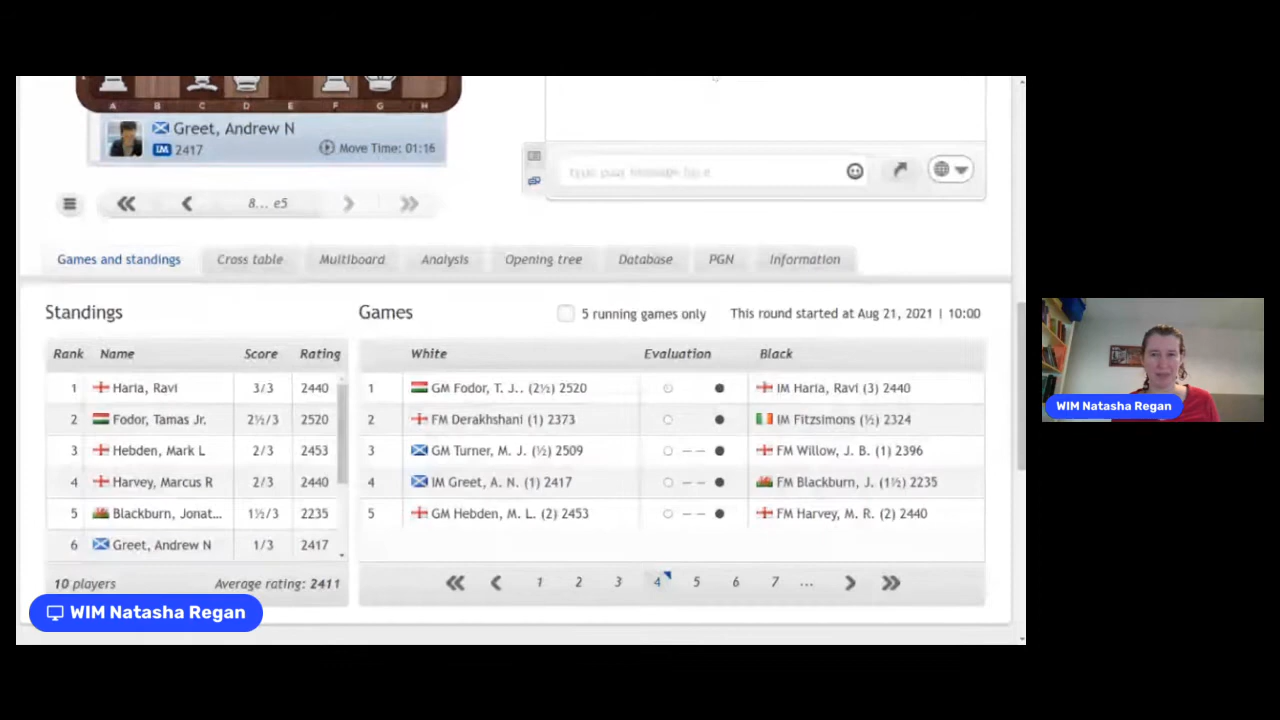 A B C D E F G H
Greet, Andrew N
IM 2417 Move Time: 01:16
8... e5
Games and standings Cross table Multiboard Analysis Opening tree Database PGN Information
Standings Games 5 running games only This round started at Aug 21, 2021 | 10:00
Rank Name Score Rating White Evaluation Black
1 Haria, Ravi 3/3 2440 1 GM Fodor, T. J.. (2½) 2520 IM Haria, Ravi (3) 2440
2 Fodor, Tamas Jr. 2½/3 2520 2 FM Derakhshani (1) 2373 IM Fitzsimons (½) 2324
3 Hebden, Mark L 2/3 2453 3 GM Turner, M. J. (½) 2509 -- FM Willow, J. B. (1) 2396
4 Harvey, Marcus R 2/3 2440 4 IM Greet, A. N. (1) 2417 -- FM Blackburn, J. (1½) 2235
5 Blackburn, Jonat... 1½/3 2235 5 GM Hebden, M. L. (2) 2453 -- FM Harvey, M. R. (2) 2440
6 Greet, Andrew N 1/3 2417
10 players Average rating: 2411 1 2 3 4 5 6 7 ...
WIM Natasha Regan
WIM Natasha Regan